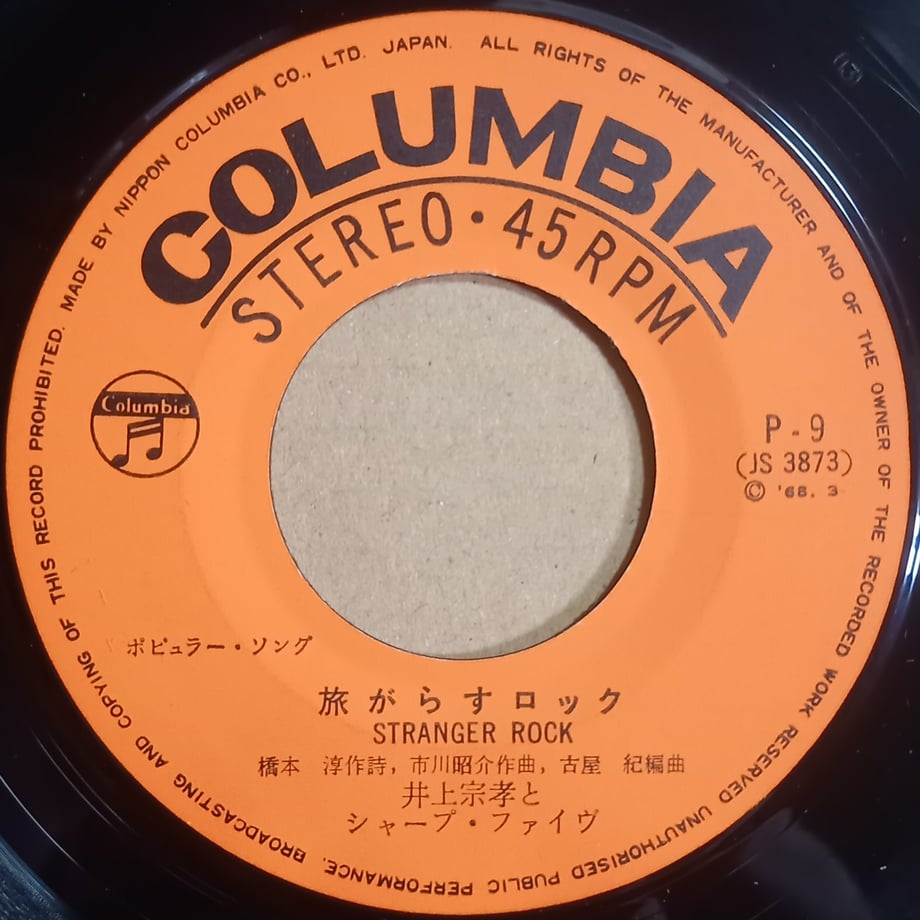 MADE BY NIPPON COLUMBIA CO., LTD. JAPAN. ALL RIGHTS OF THE MANUFACTURER AND OF THE OWNER OF THE RECORDED WORK RESERVED UNAUTHORISED PUBLIC PERFORMANCE, BROADCASTING AND COPYING OF THIS RECORD PROHIBITED.
COLUMBIA
STEREO・45RPM
Columbia
P-9
(JS 3873)
© '68. 3
ポピュラー・ソング
旅がらすロック
STRANGER ROCK
橋本 淳作詩, 市川昭介作曲, 古屋 紀編曲
井上宗孝と
シャープ・ファイヴ